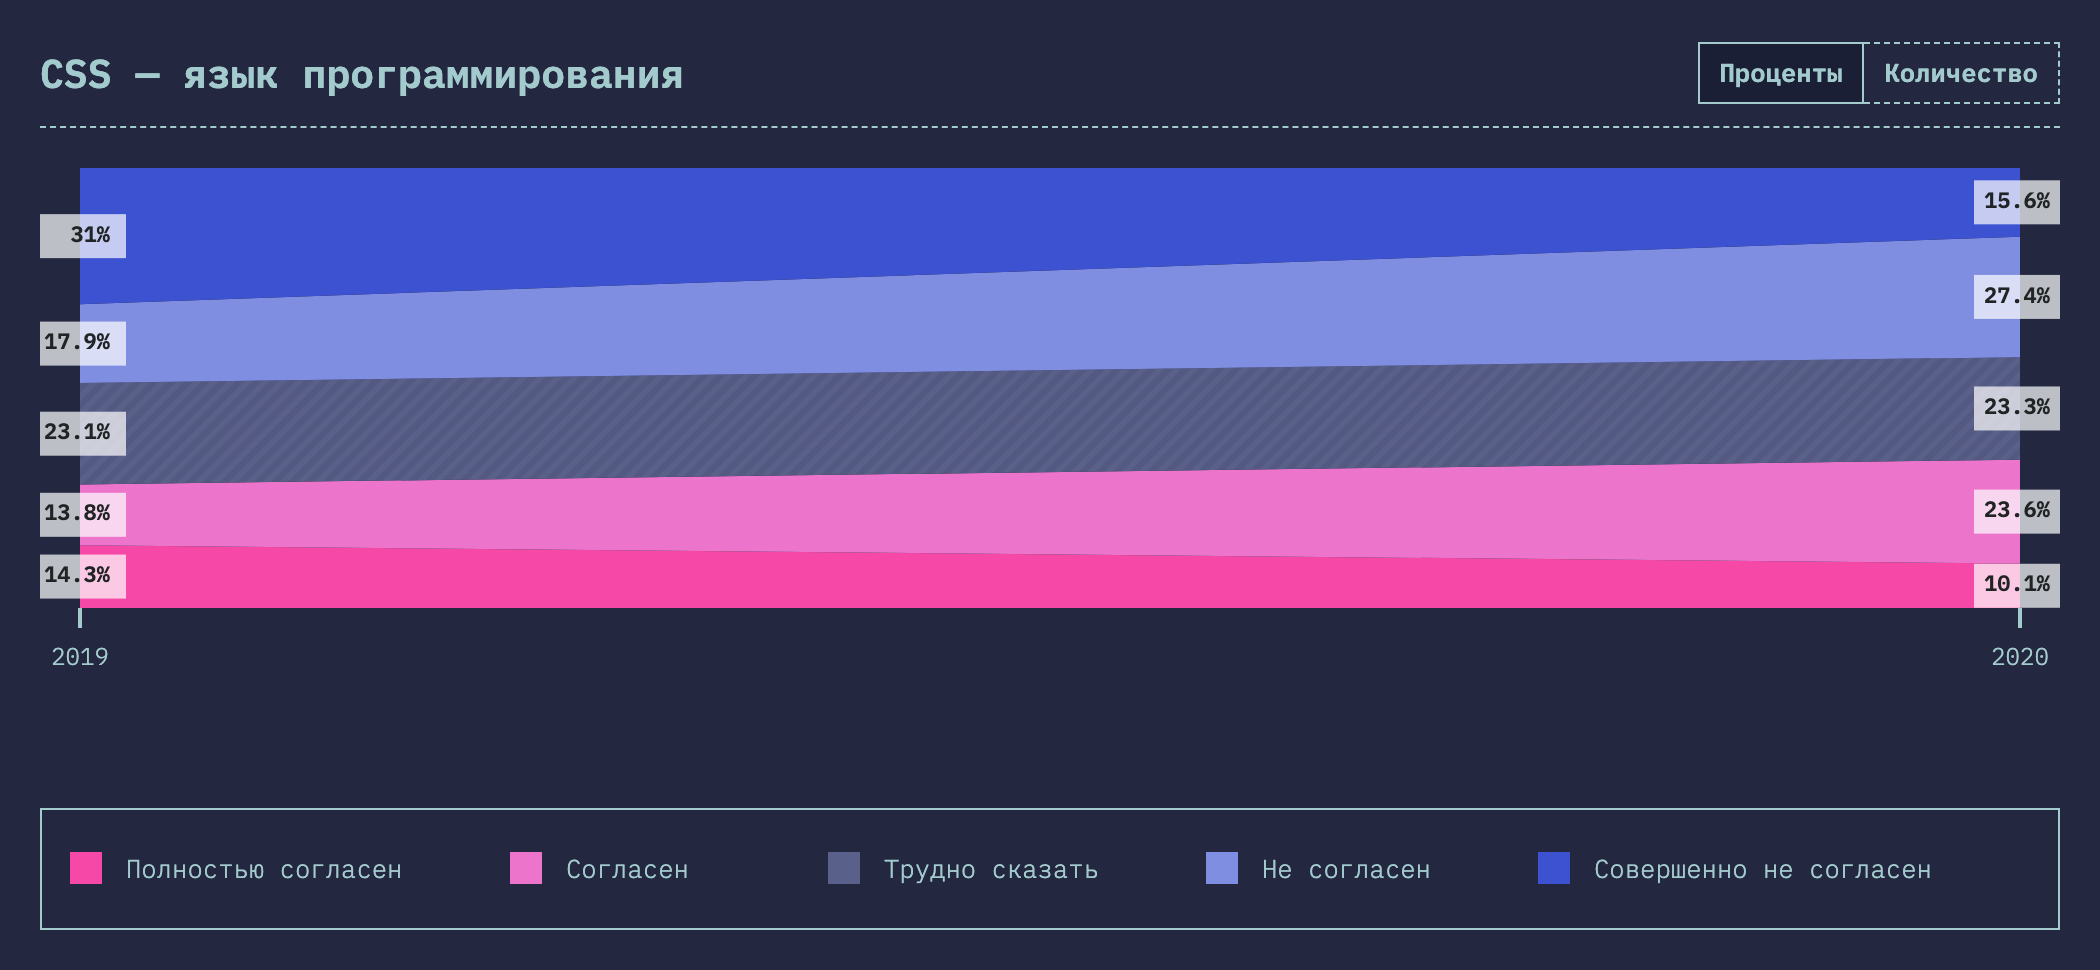 CSS — язык программирования
Проценты
Количество
31%
15.6%
17.9%
27.4%
23.1%
23.3%
13.8%
23.6%
14.3%
10.1%
2019
2020
Полностью согласен
Согласен
Трудно сказать
Не согласен
Совершенно не согласен